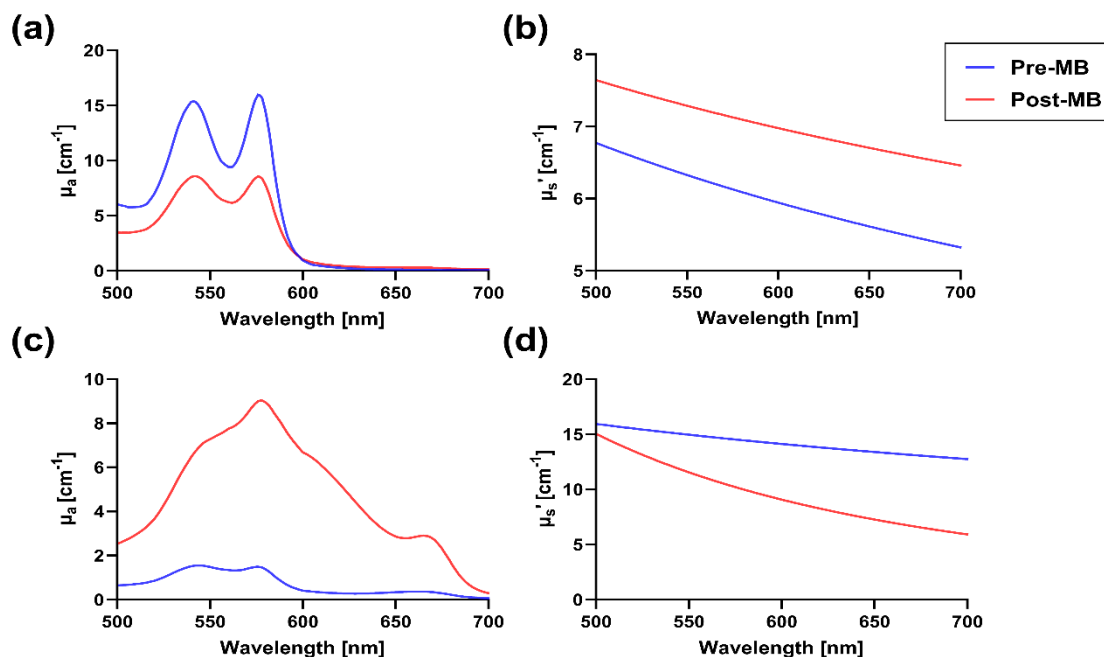 (a)
20
15
10
5
0
μa [cm-1]
500 550 600 650 700
Wavelength [nm]
(b)
8
7
6
5
μs' [cm-1]
500 550 600 650 700
Wavelength [nm]
Pre-MB
Post-MB
(c)
10
8
6
4
2
0
μa [cm-1]
500 550 600 650 700
Wavelength [nm]
(d)
20
15
10
5
0
μs' [cm-1]
500 550 600 650 700
Wavelength [nm]